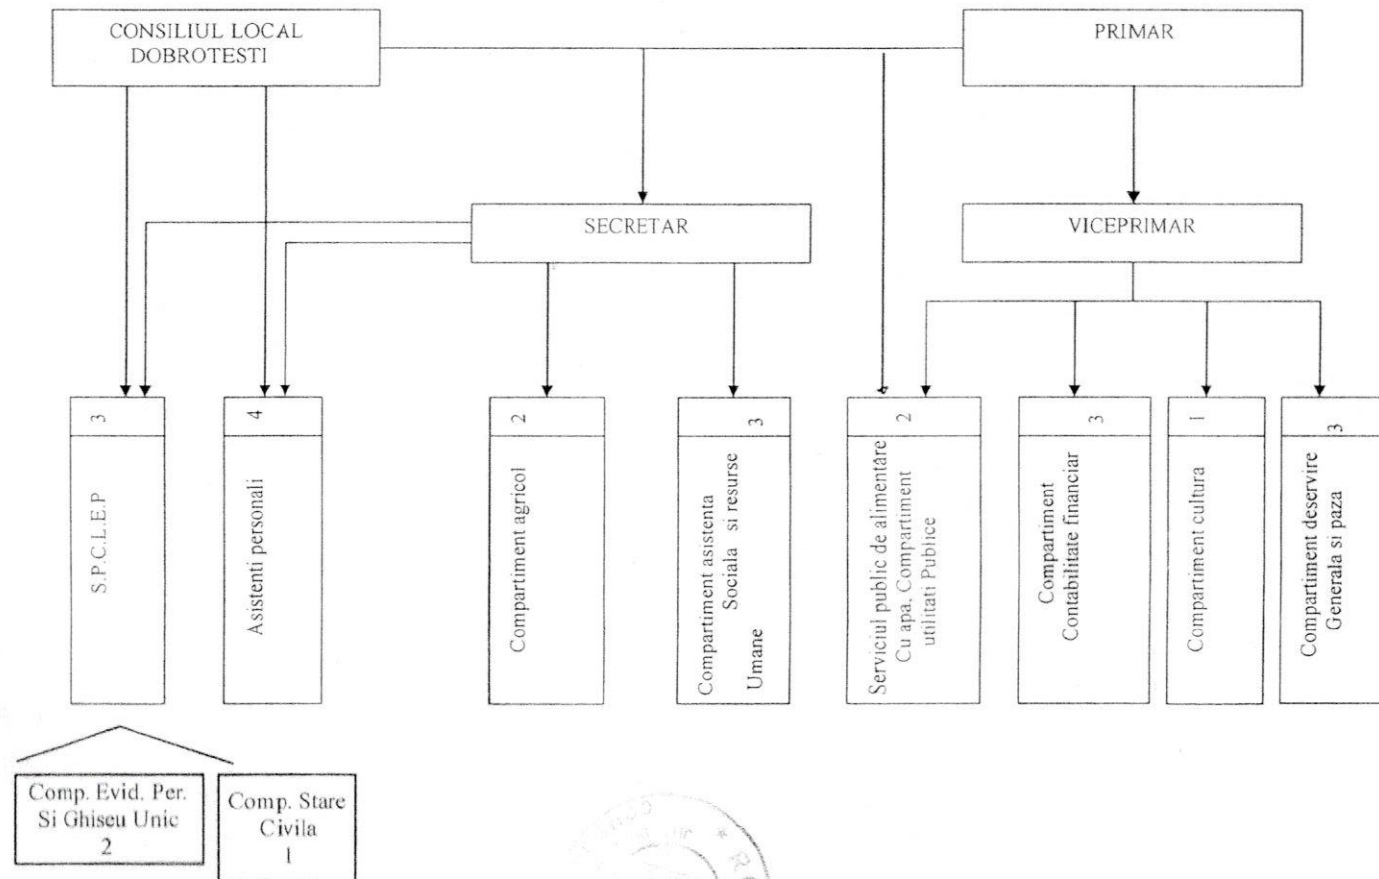 CONSILIUL LOCAL
DOBROTESTI
PRIMAR
SECRETAR
VICEPRIMAR
3
S.P.C.L.E.P
4
Asistenti personali
2
Compartiment agricol
3
Compartiment asistenta
Sociala si resurse
Umane
2
Serviciul public de alimentare
Cu apa, Compartiment
utilitati Publice
3
Compartiment
Contabilitate financiar
1
Compartiment cultura
3
Compartiment deservire
Generala si paza
Comp. Evid. Per.
Si Ghiseu Unic
2
Comp. Stare
Civila
1